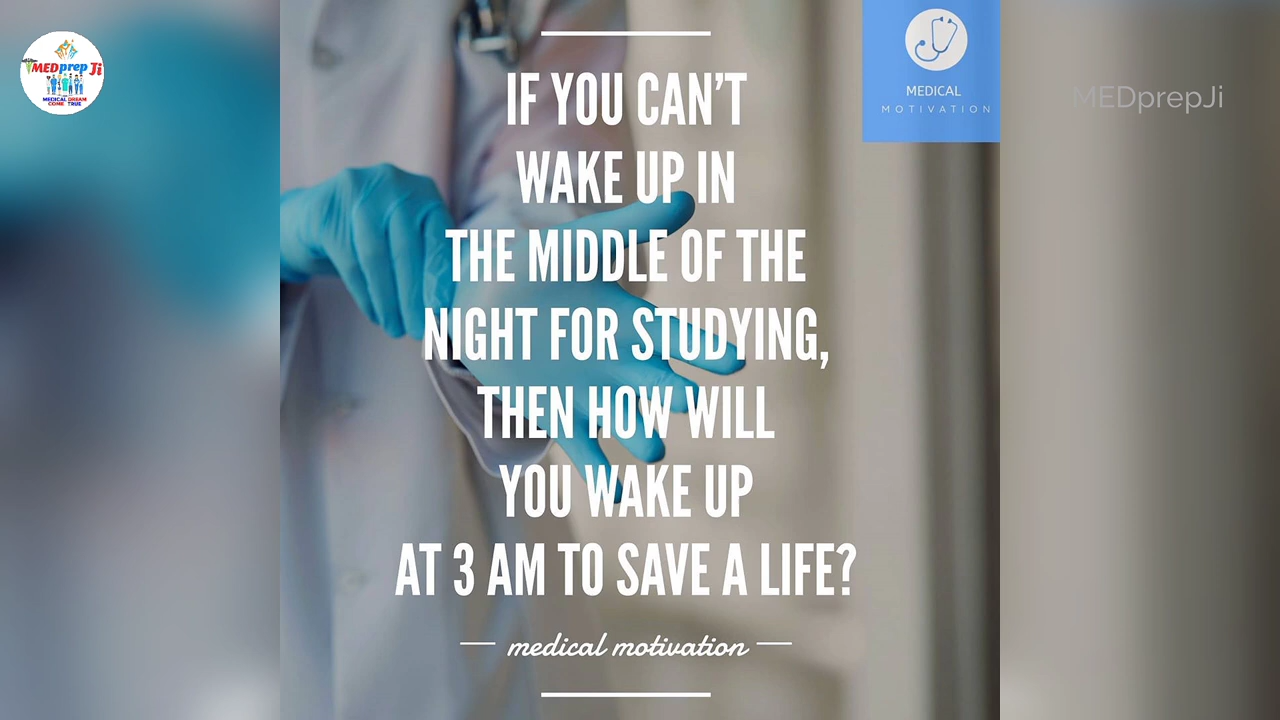 MEDprep Ji
MEDICAL DREAM
COME TRUE
MEDICAL
MOTIVATION
MEDprepJi
IF YOU CAN'T
WAKE UP IN
THE MIDDLE OF THE
NIGHT FOR STUDYING,
THEN HOW WILL
YOU WAKE UP
AT 3 AM TO SAVE A LIFE?
medical motivation